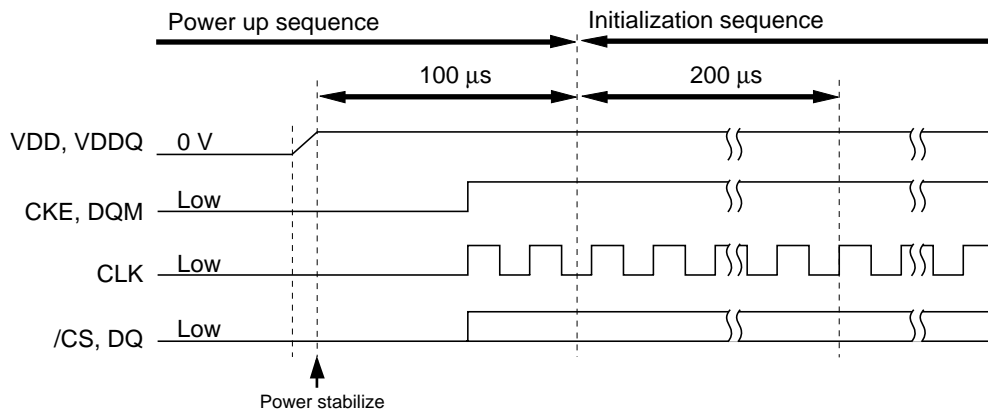 Power up sequence
Initialization sequence
100 μs
200 μs
VDD, VDDQ
0 V
CKE, DQM
Low
CLK
Low
/CS, DQ
Low
Power stabilize